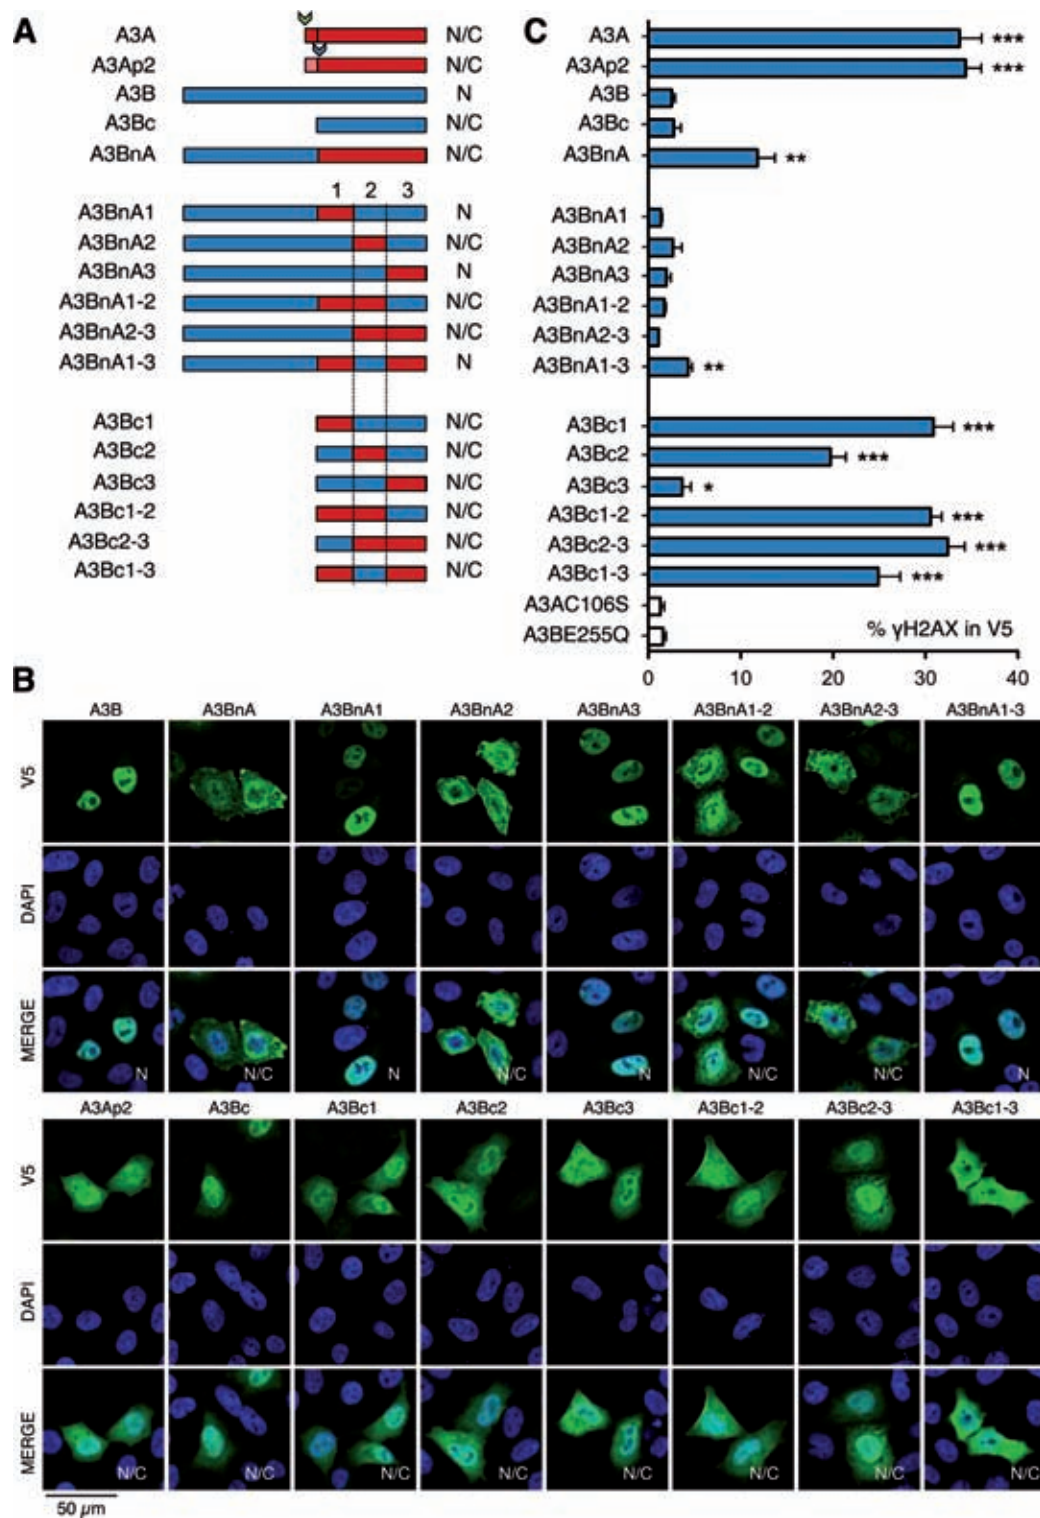 A
A3A N/C
A3Ap2 N/C
A3B N
A3Bc N/C
A3BnA N/C
1 2 3
A3BnA1 N
A3BnA2 N/C
A3BnA3 N
A3BnA1-2 N/C
A3BnA2-3 N/C
A3BnA1-3 N
A3Bc1 N/C
A3Bc2 N/C
A3Bc3 N/C
A3Bc1-2 N/C
A3Bc2-3 N/C
A3Bc1-3 N/C
C
A3A ***
A3Ap2 ***
A3B
A3Bc
A3BnA **
A3BnA1
A3BnA2
A3BnA3
A3BnA1-2
A3BnA2-3
A3BnA1-3 **
A3Bc1 ***
A3Bc2 ***
A3Bc3 *
A3Bc1-2 ***
A3Bc2-3 ***
A3Bc1-3 ***
A3AC106S
A3BE255Q
% γH2AX in V5
0 10 20 30 40
B
A3B A3BnA A3BnA1 A3BnA2 A3BnA3 A3BnA1-2 A3BnA2-3 A3BnA1-3
V5
DAPI
MERGE
N N/C N N/C N N/C N/C N
A3Ap2 A3Bc A3Bc1 A3Bc2 A3Bc3 A3Bc1-2 A3Bc2-3 A3Bc1-3
V5
DAPI
MERGE
N/C N/C N/C N/C N/C N/C N/C N/C
50 μm